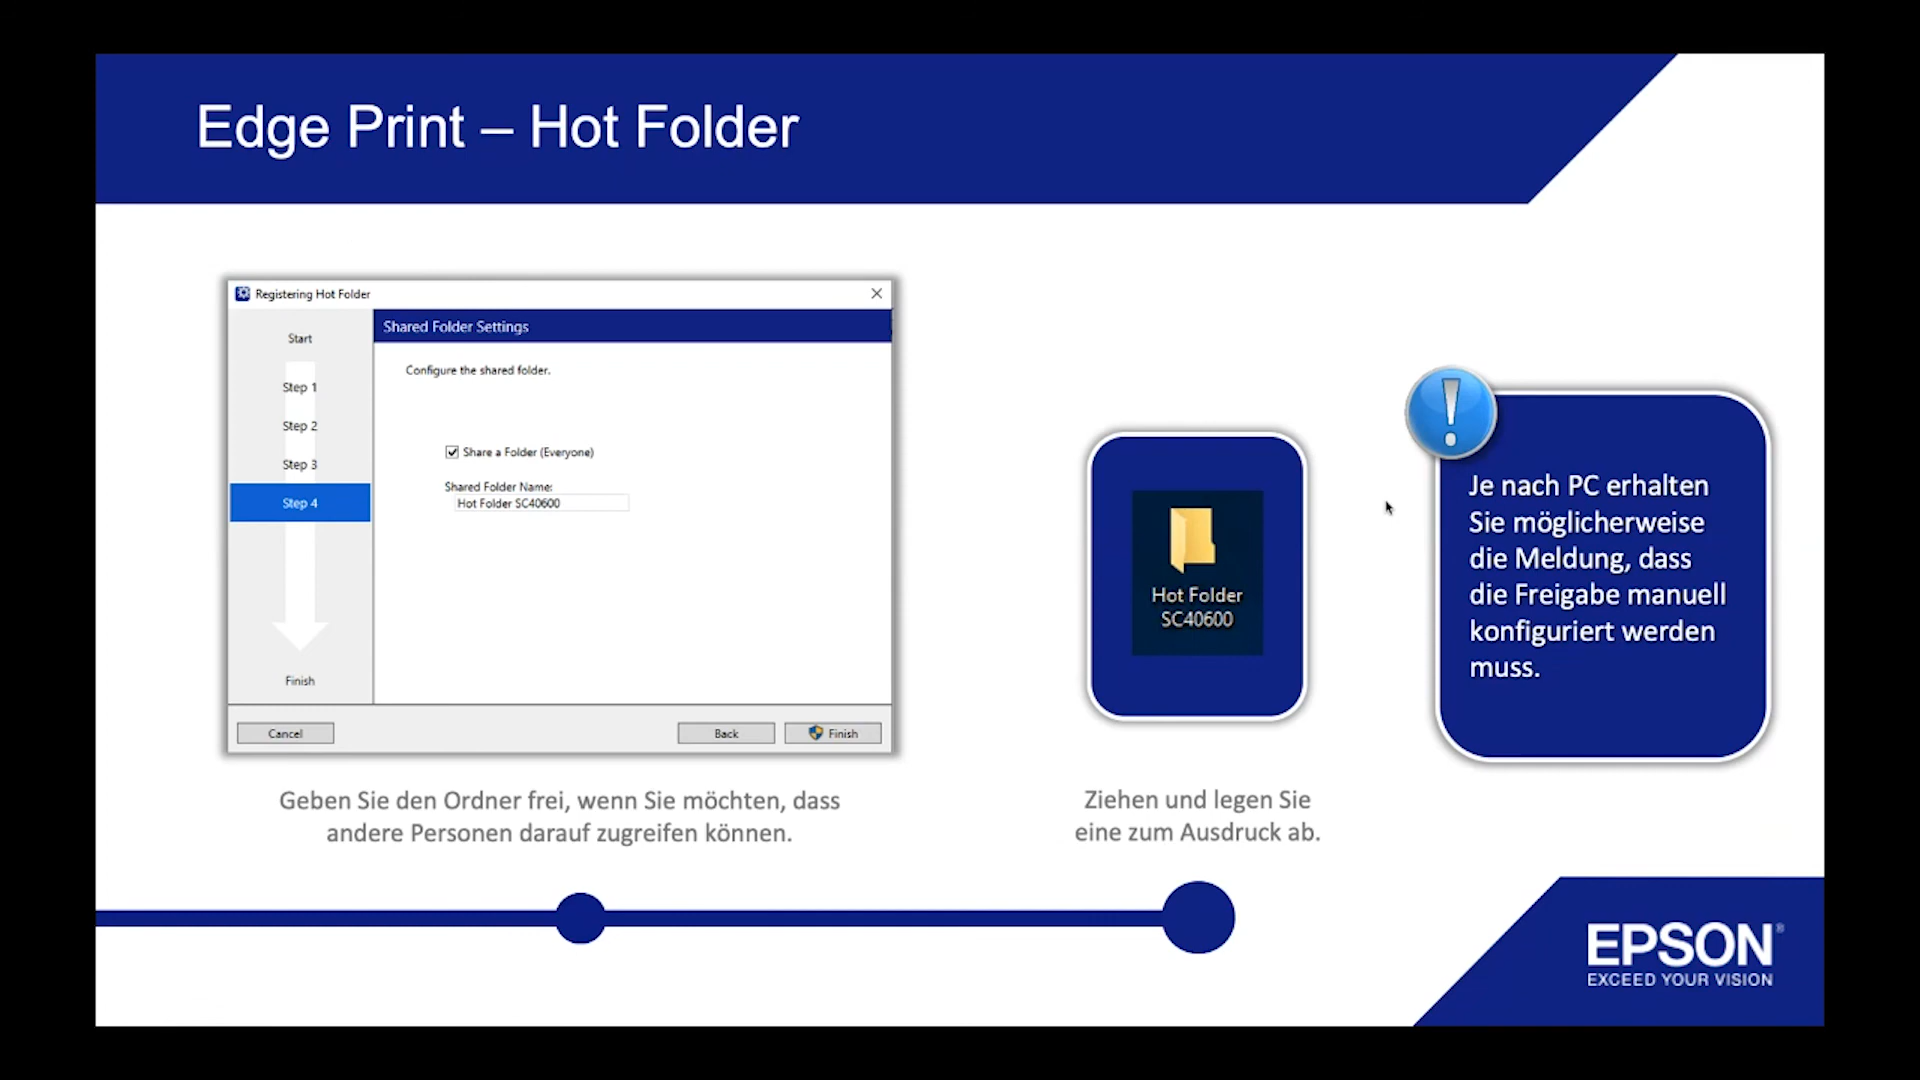 Edge Print – Hot Folder
Registering Hot Folder
Start
Step 1
Step 2
Step 3
Step 4
Finish
Shared Folder Settings
Configure the shared folder.
Share a Folder (Everyone)
Shared Folder Name:
Hot Folder SC40600
Cancel
Back
Finish
Geben Sie den Ordner frei, wenn Sie möchten, dass
andere Personen darauf zugreifen können.
Hot Folder
SC40600
Ziehen und legen Sie
eine zum Ausdruck ab.
!
Je nach PC erhalten
Sie möglicherweise
die Meldung, dass
die Freigabe manuell
konfiguriert werden
muss.
EPSON®
EXCEED YOUR VISION